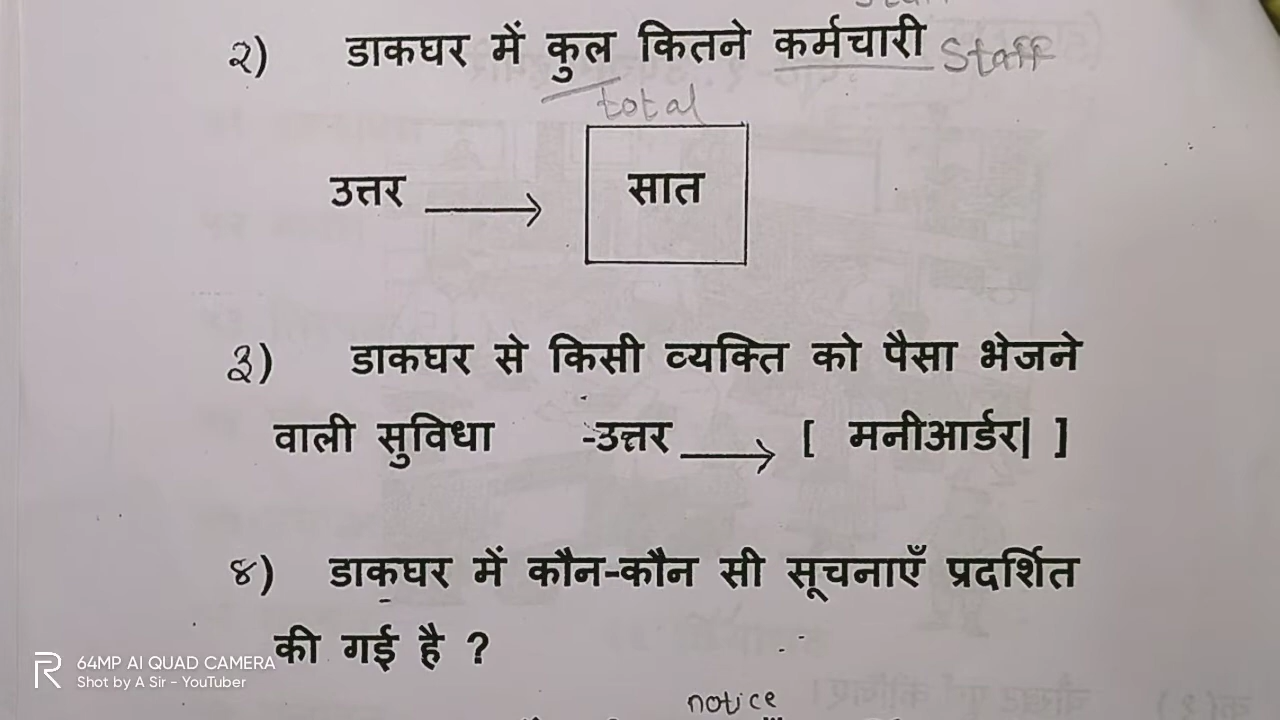 २) डाकघर में कुल कितने कर्मचारी Staff
total
उत्तर → सात
३) डाकघर से किसी व्यक्ति को पैसा भेजने
वाली सुविधा -उत्तर → [ मनीआर्डर| ]
४) डाकघर में कौन-कौन सी सूचनाएँ प्रदर्शित
की गई है ?
R 64MP AI QUAD CAMERA
Shot by A Sir - YouTuber
notice